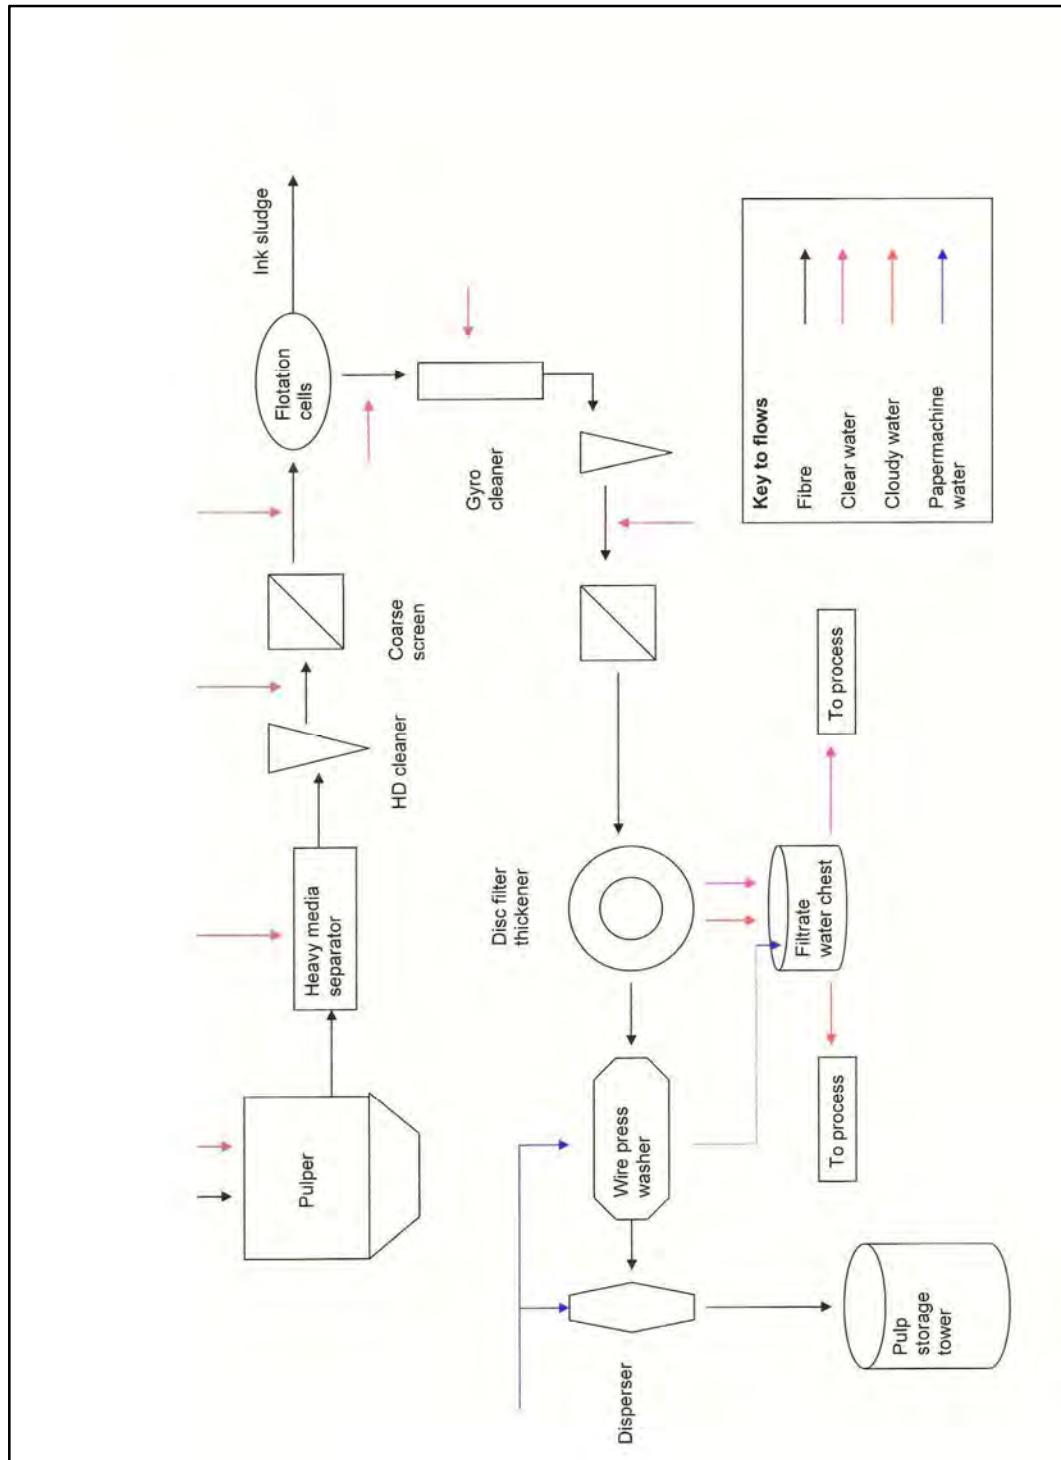 Pulper
Heavy media
separator
HD cleaner
Coarse
screen
Flotation
cells
Ink sludge
Gyro
cleaner
Disc filter
thickener
Wire press
washer
Disperser
Pulp
storage
tower
Filtrate
water chest
To process
To process
Key to flows
Fibre
Clear water
Cloudy water
Papermachine
water